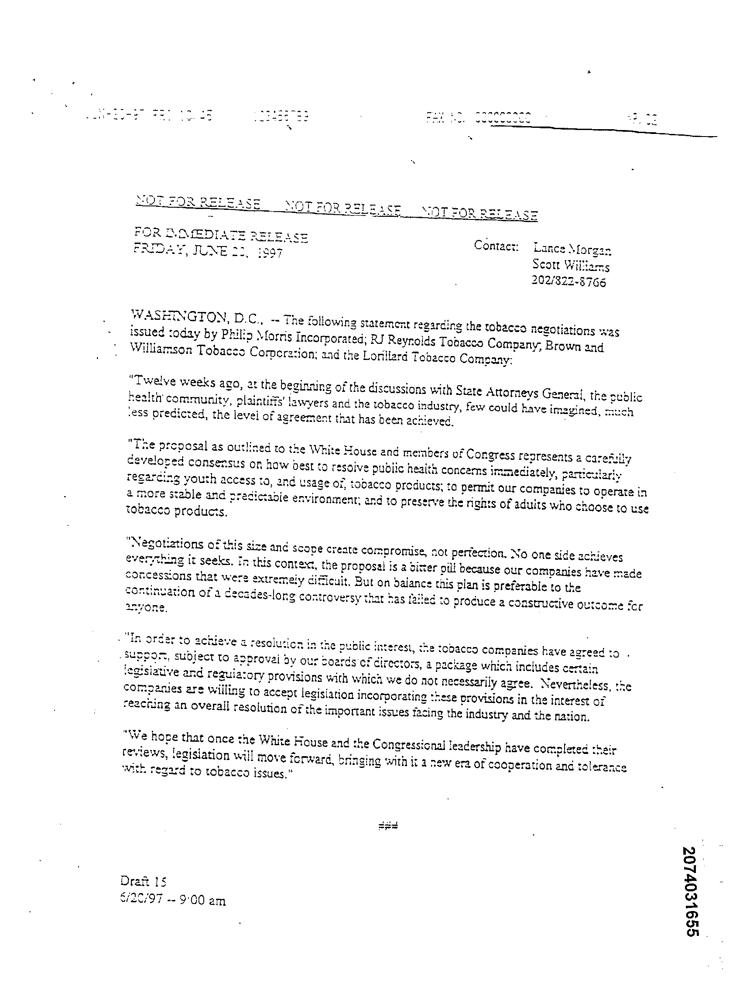 FRI 10:45 FAX NO.
NOT FOR RELEASE NOT FOR RELEASE NOT FOR RELEASE
FOR IMMEDIATE RELEASE
FRIDAY, JUNE 20, 1997
Contact: Lance Morgan
Scott Williams
202/822-8766
WASHINGTON, D.C., -- The following statement regarding the tobacco negotiations was
issued today by Philip Morris Incorporated; RJ Reynolds Tobacco Company; Brown and
Williamson Tobacco Corporation; and the Lorillard Tobacco Company:
"Twelve weeks ago, at the beginning of the discussions with State Attorneys General, the public
health community, plaintiffs' lawyers and the tobacco industry, few could have imagined, much
less predicted, the level of agreement that has been achieved.
"The proposal as outlined to the White House and members of Congress represents a carefully
developed consensus on how best to resolve public health concerns immediately, particularly
regarding youth access to, and usage of, tobacco products; to permit our companies to operate in
a more stable and predictable environment; and to preserve the rights of adults who choose to use
tobacco products.
"Negotiations of this size and scope create compromise, not perfection. No one side achieves
everything it seeks. In this context, the proposal is a bitter pill because our companies have made
concessions that were extremely difficult. But on balance this plan is preferable to the
continuation of a decades-long controversy that has failed to produce a constructive outcome for
anyone.
"In order to achieve a resolution in the public interest, the tobacco companies have agreed to
support, subject to approval by our boards of directors, a package which includes certain
legislative and regulatory provisions with which we do not necessarily agree. Nevertheless, the
companies are willing to accept legislation incorporating these provisions in the interest of
reaching an overall resolution of the important issues facing the industry and the nation.
"We hope that once the White House and the Congressional leadership have completed their
reviews, legislation will move forward, bringing with it a new era of cooperation and tolerance
with regard to tobacco issues."
###
Draft 15
6/20/97 -- 9:00 am
2074031655